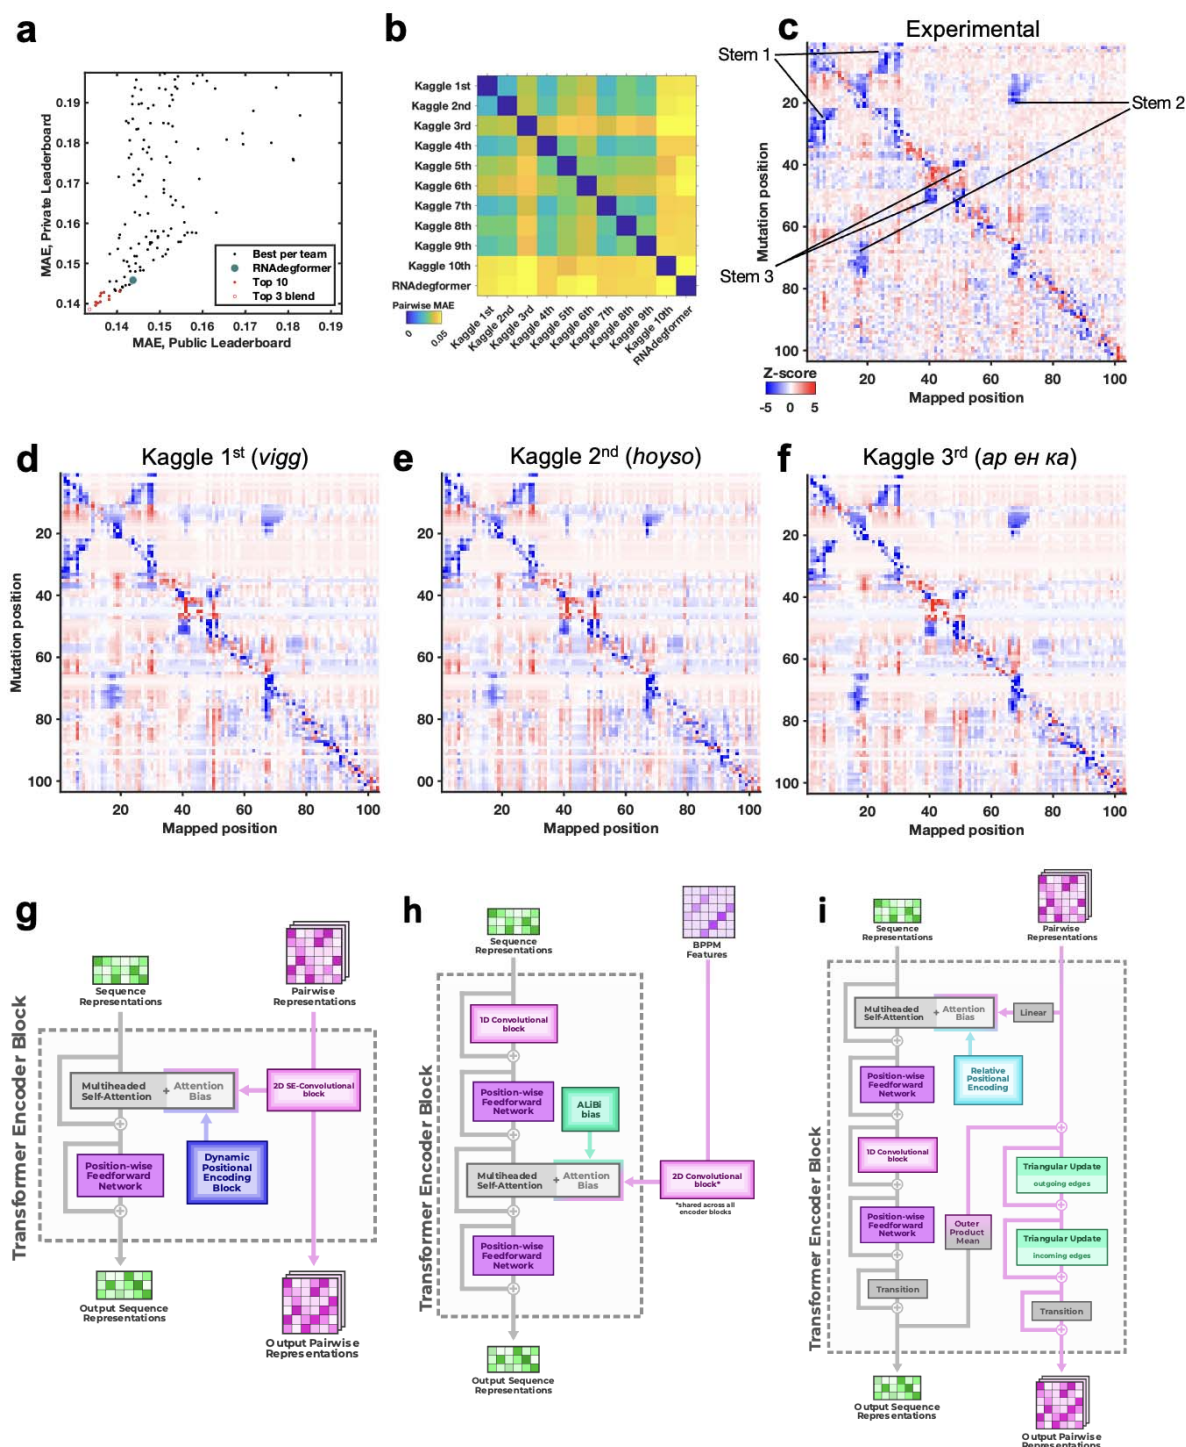 a
MAE, Private Leaderboard
0.19
0.18
0.17
0.16
0.15
0.14
0.14
0.15
0.16
0.17
0.18
0.19
MAE, Public Leaderboard
Best per team
RNAdegformer
Top 10
Top 3 blend
b
Kaggle 1st
Kaggle 2nd
Kaggle 3rd
Kaggle 4th
Kaggle 5th
Kaggle 6th
Kaggle 7th
Kaggle 8th
Kaggle 9th
Kaggle 10th
RNAdegformer
Pairwise MAE
0
0.05
Kaggle 1st
Kaggle 2nd
Kaggle 3rd
Kaggle 4th
Kaggle 5th
Kaggle 6th
Kaggle 7th
Kaggle 8th
Kaggle 9th
Kaggle 10th
RNAdegformer
c
Experimental
Stem 1
Stem 2
Stem 3
Mutation position
20
40
60
80
100
Z-score
-5 0 5
20
40
60
80
100
Mapped position
d
Kaggle 1st (vigg)
Mutation position
20
40
60
80
100
20
40
60
80
100
Mapped position
e
Kaggle 2nd (hoyso)
20
40
60
80
00
20
40
60
80
100
Mapped position
f
Kaggle 3rd (ар ен ка)
20
40
60
80
100
20
40
60
80
100
Mapped position
g
Transformer Encoder Block
Sequence
Representations
Pairwise
Representations
Multiheaded
Self-Attention
+
Attention
Bias
2D SE-Convolutional
block
Position-wise
Feedforward
Network
Dynamic
Positional
Encoding
Block
Output Sequence
Representations
Output Pairwise
Representations
h
Transformer Encoder Block
Sequence
Representations
BPPM
Features
1D Convolutional
block
Position-wise
Feedforward
Network
ALiBi
bias
Multiheaded
Self-Attention
+
Attention
Bias
2D Convolutional
block*
*shared across all
encoder blocks
Position-wise
Feedforward
Network
Output Sequence
Representations
i
Transformer Encoder Block
Sequence
Representations
Pairwise
Representations
Multiheaded
Self-Attention
+
Attention
Bias
Linear
Position-wise
Feedforward
Network
Relative
Positional
Encoding
1D Convolutional
block
Triangular Update
outgoing edges
Position-wise
Feedforward
Network
Outer
Product
Mean
Triangular Update
incoming edges
Transition
Transition
Output Sequence
Representations
Output Pairwise
Representations